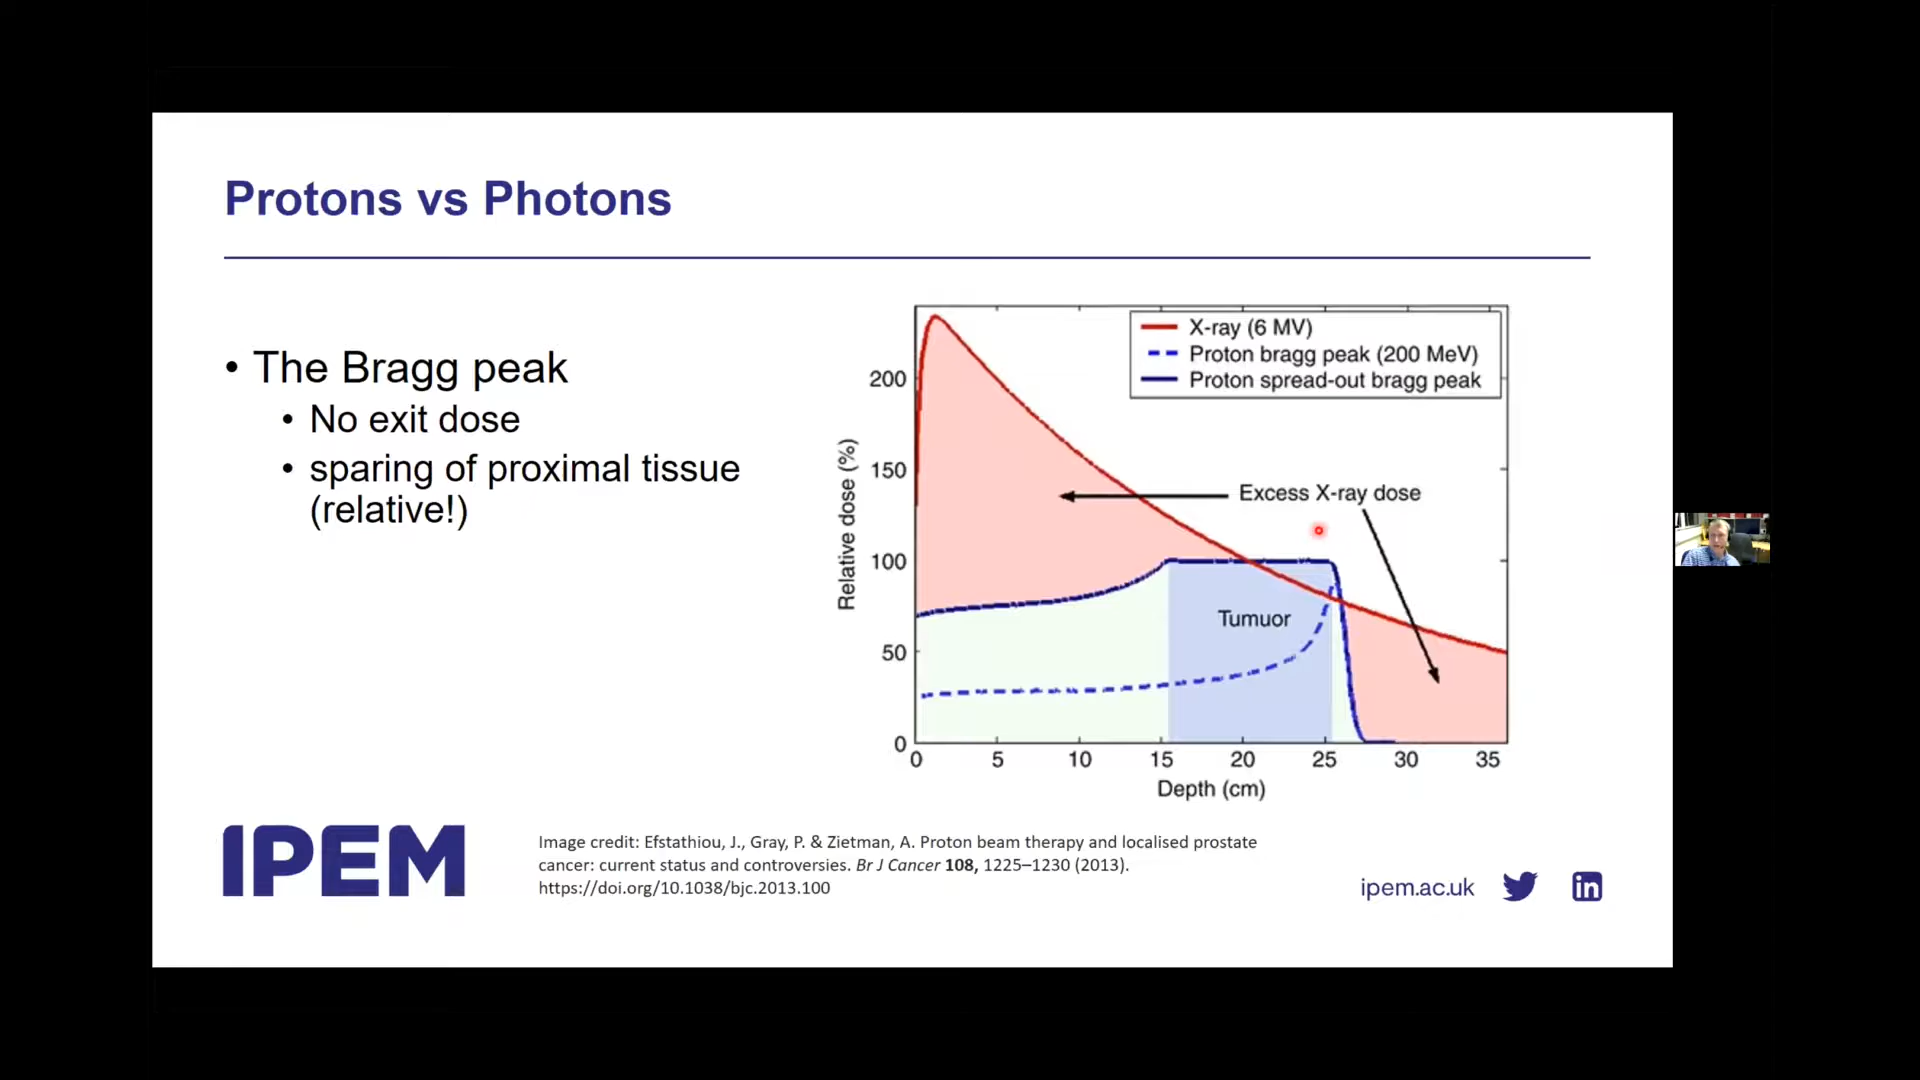 Protons vs Photons
• The Bragg peak
• No exit dose
• sparing of proximal tissue
(relative!)
X-ray (6 MV)
Proton bragg peak (200 MeV)
Proton spread-out bragg peak
Relative dose (%)
200
150
100
50
0
Excess X-ray dose
Tumuor
0 5 10 15 20 25 30 35
Depth (cm)
IPEM
Image credit: Efstathiou, J., Gray, P. & Zietman, A. Proton beam therapy and localised prostate
cancer: current status and controversies. Br J Cancer 108, 1225–1230 (2013).
https://doi.org/10.1038/bjc.2013.100
ipem.ac.uk
in